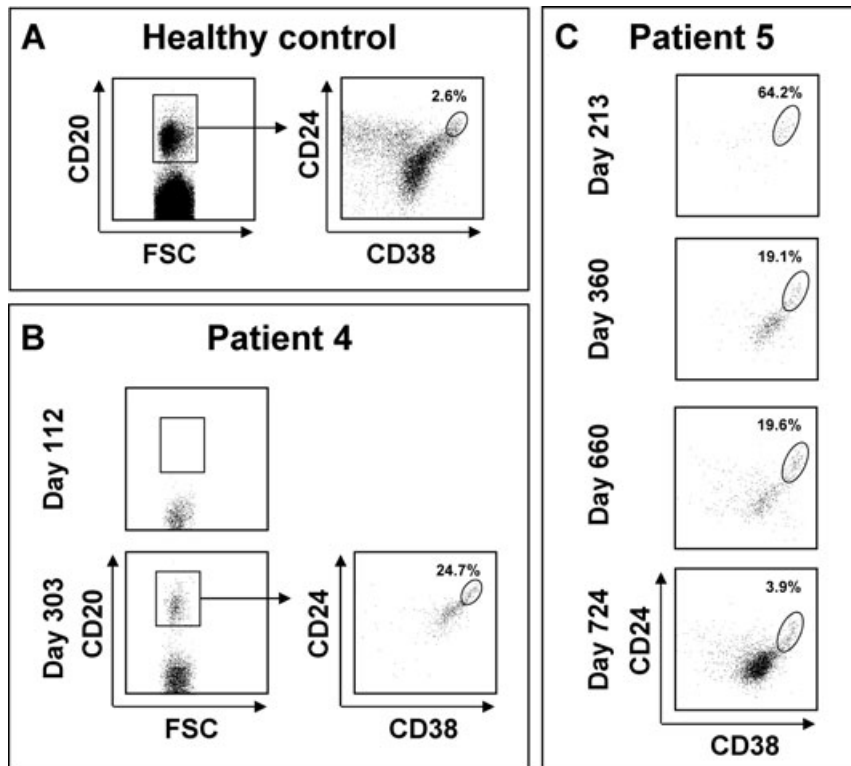 A Healthy control
CD20
FSC
CD24
2.6%
CD38
B Patient 4
Day 112
Day 303
CD20
FSC
CD24
24.7%
CD38
C Patient 5
Day 213
64.2%
Day 360
19.1%
Day 660
19.6%
Day 724
CD24
3.9%
CD38